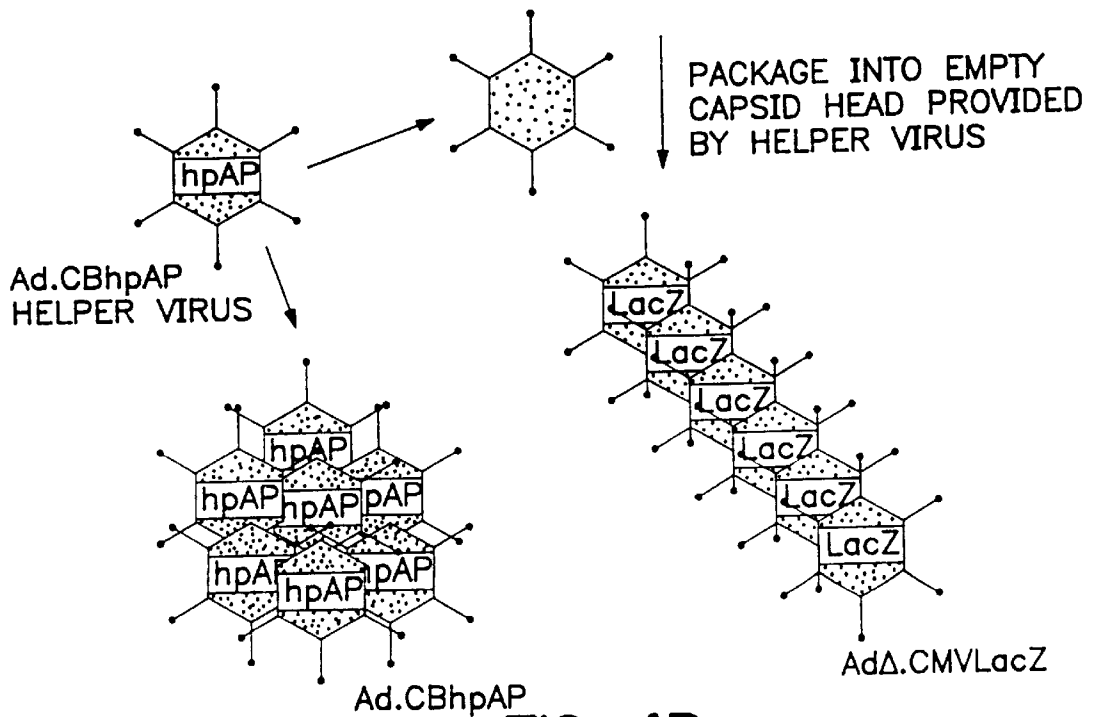 PACKAGE INTO EMPTY
CAPSID HEAD PROVIDED
BY HELPER VIRUS
hpAP
Ad.CBhpAP
HELPER VIRUS
LacZ
LacZ
LacZ
LacZ
LacZ
LacZ
hpAP
hpAP
hpAP
pAP
hpAP
hpAP
hpAP
Ad.CBhpAP
AdΔ.CMVLacZ